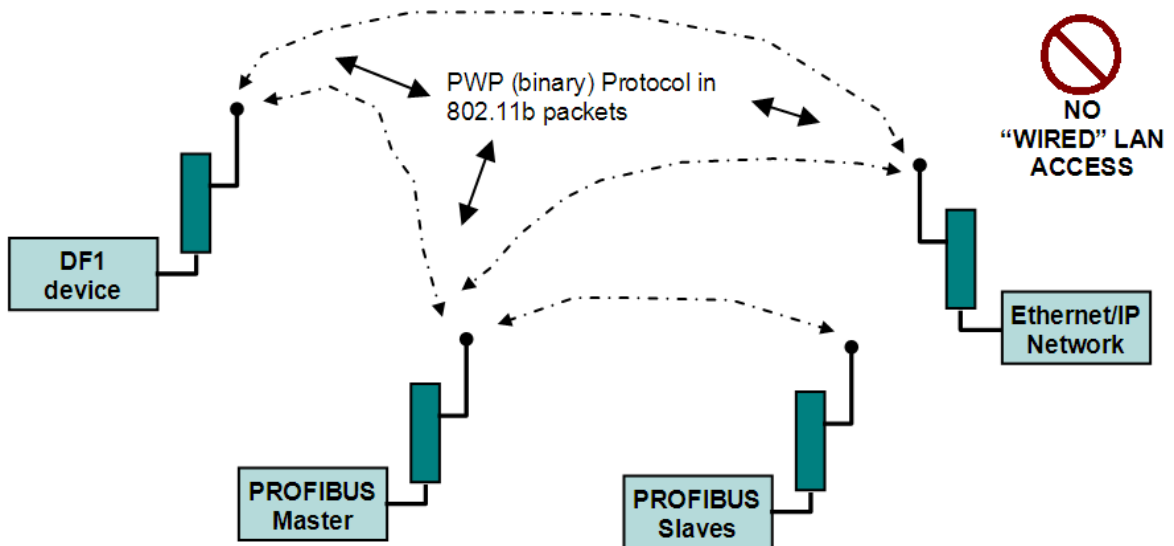 PWP (binary) Protocol in
802.11b packets
NO
“WIRED” LAN
ACCESS
DF1
device
Ethernet/IP
Network
PROFIBUS
Master
PROFIBUS
Slaves